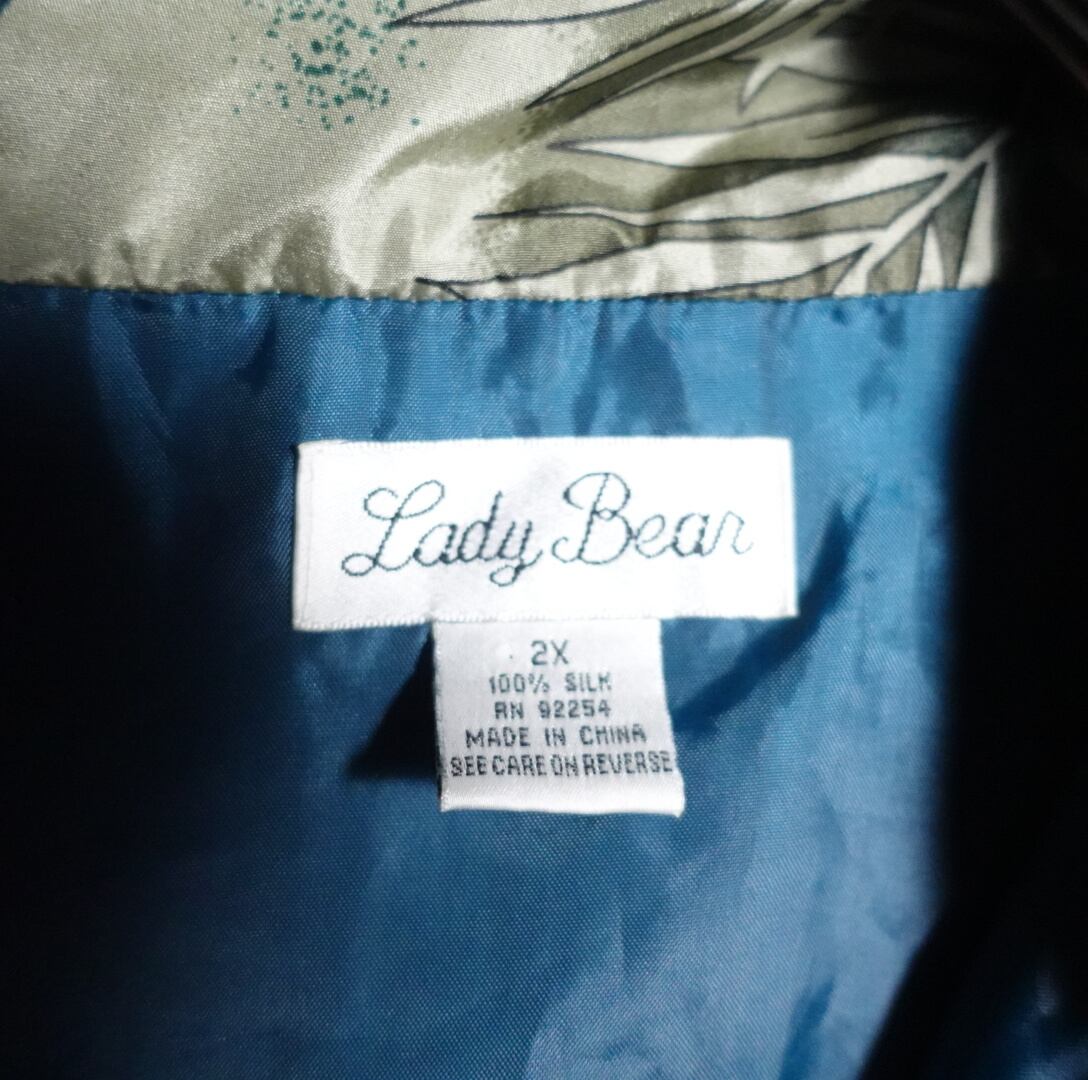 Lady Bear
2X
100% SILK
RN 92254
MADE IN CHINA
SEE CARE ON REVERSE